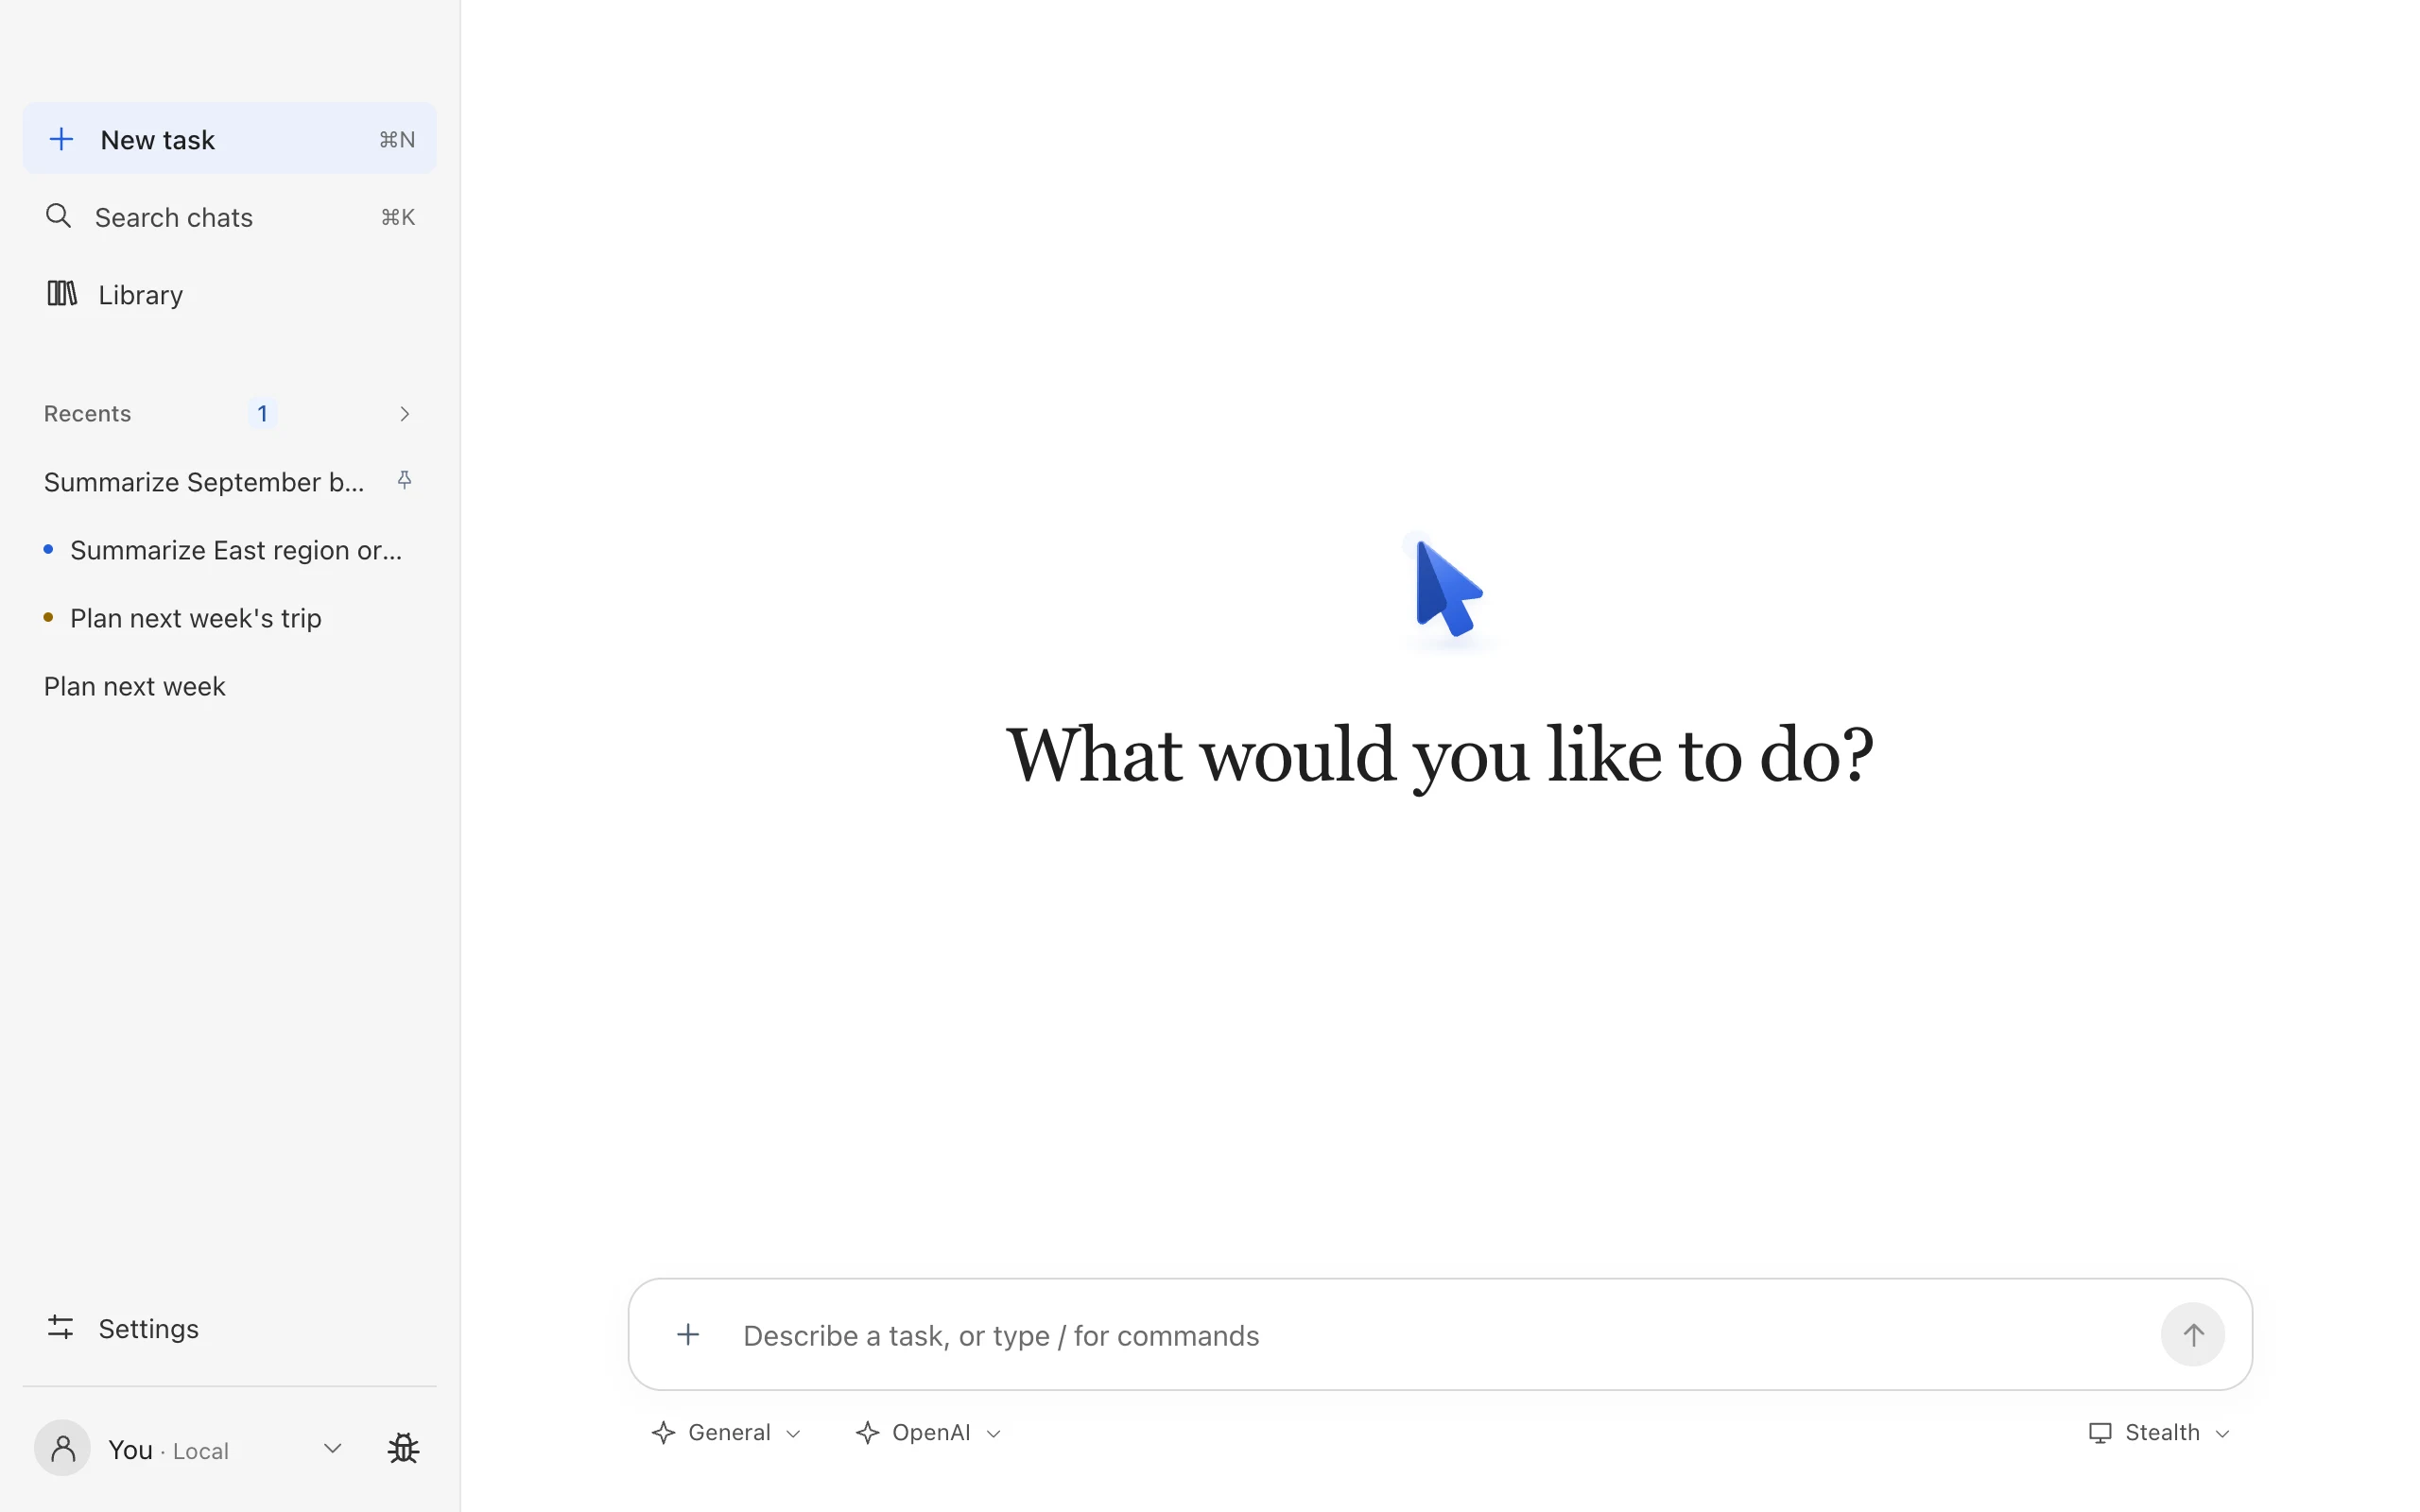 New task ⌘N
Search chats ⌘K
Library
Recents 1
Summarize September b...
Summarize East region or...
Plan next week's trip
Plan next week
What would you like to do?
Describe a task, or type / for commands
General
OpenAI
Stealth
Settings
You · Local